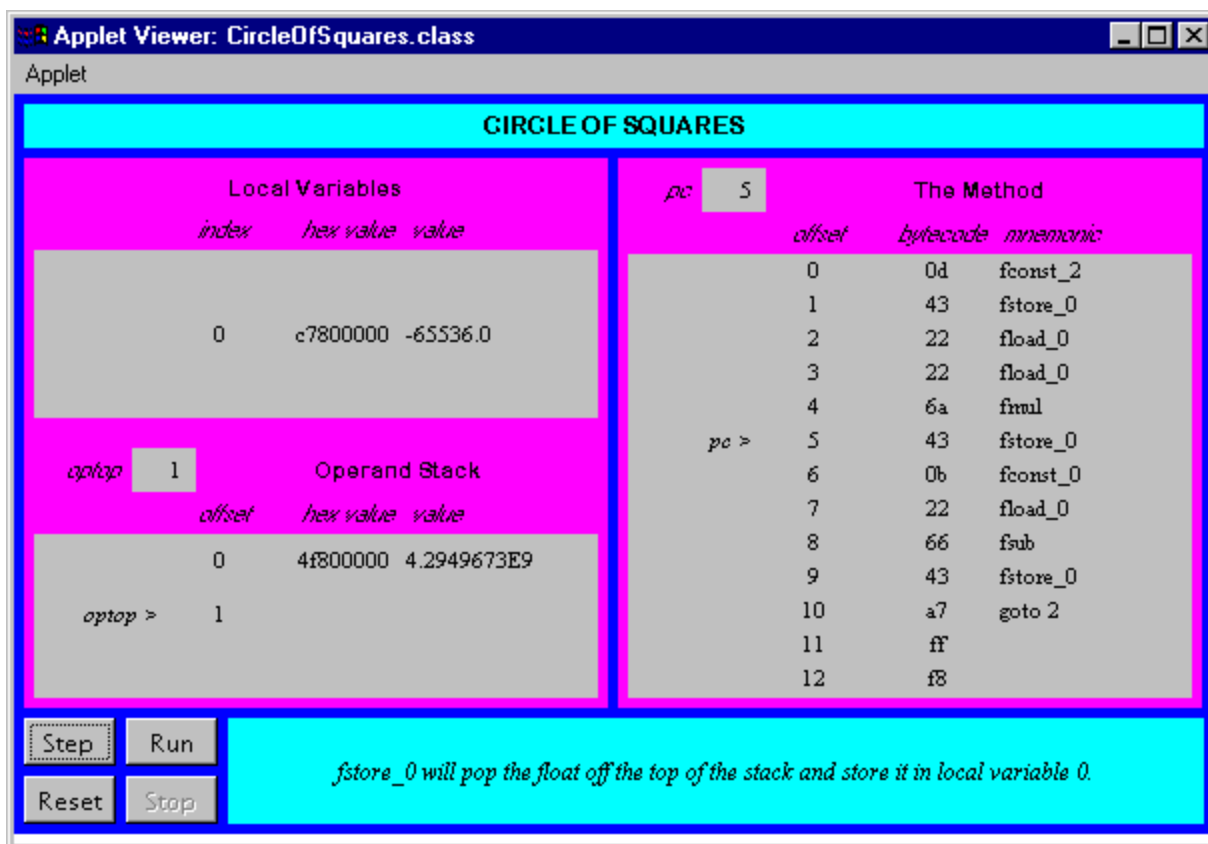 Applet Viewer: CircleOfSquares.class
Applet
CIRCLE OF SQUARES
Local Variables
index hex value value
0 c7800000 -65536.0
optop 1 Operand Stack
offset hex value value
0 4f800000 4.2949673E9
optop > 1
pc 5 The Method
offset bytecode mnemonic
0 0d fconst_2
1 43 fstore_0
2 22 fload_0
3 22 fload_0
4 6a fmul
pc > 5 43 fstore_0
6 0b fconst_0
7 22 fload_0
8 66 fsub
9 43 fstore_0
10 a7 goto 2
11 ff
12 f8
Step Run
Reset Stop
fstore_0 will pop the float off the top of the stack and store it in local variable 0.